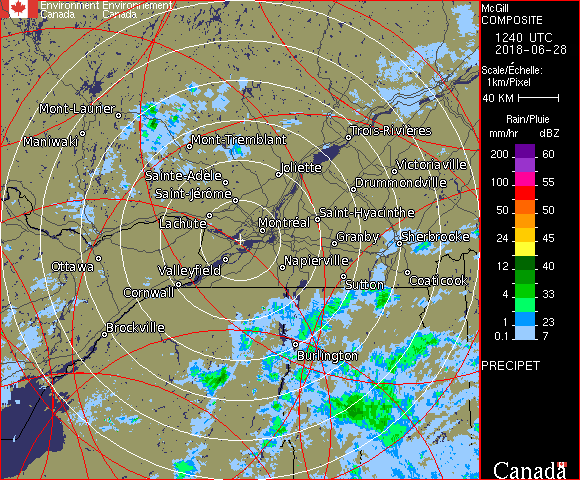 Environment Environnement
Canada Canada
McGill
COMPOSITE
1240 UTC
2018-06-28
Scale/Échelle:
1km/Pixel
40 KM
Rain/Pluie
mm/hr dBZ
200 60
100 55
50 50
24 45
12 40
4 33
1 23
0.1 7
PRECIPET
Canada
Mont-Laurier
Maniwaki
Mont-Tremblant
Trois-Rivières
Joliette
Victoriaville
Sainte-Adèle
Drummondville
Saint-Jérôme
Lachute
Saint-Hyacinthe
Montréal
Granby
Sherbrooke
Ottawa
Valleyfield
Napierville
Cornwall
Sutton
Coaticook
Brockville
Burlington